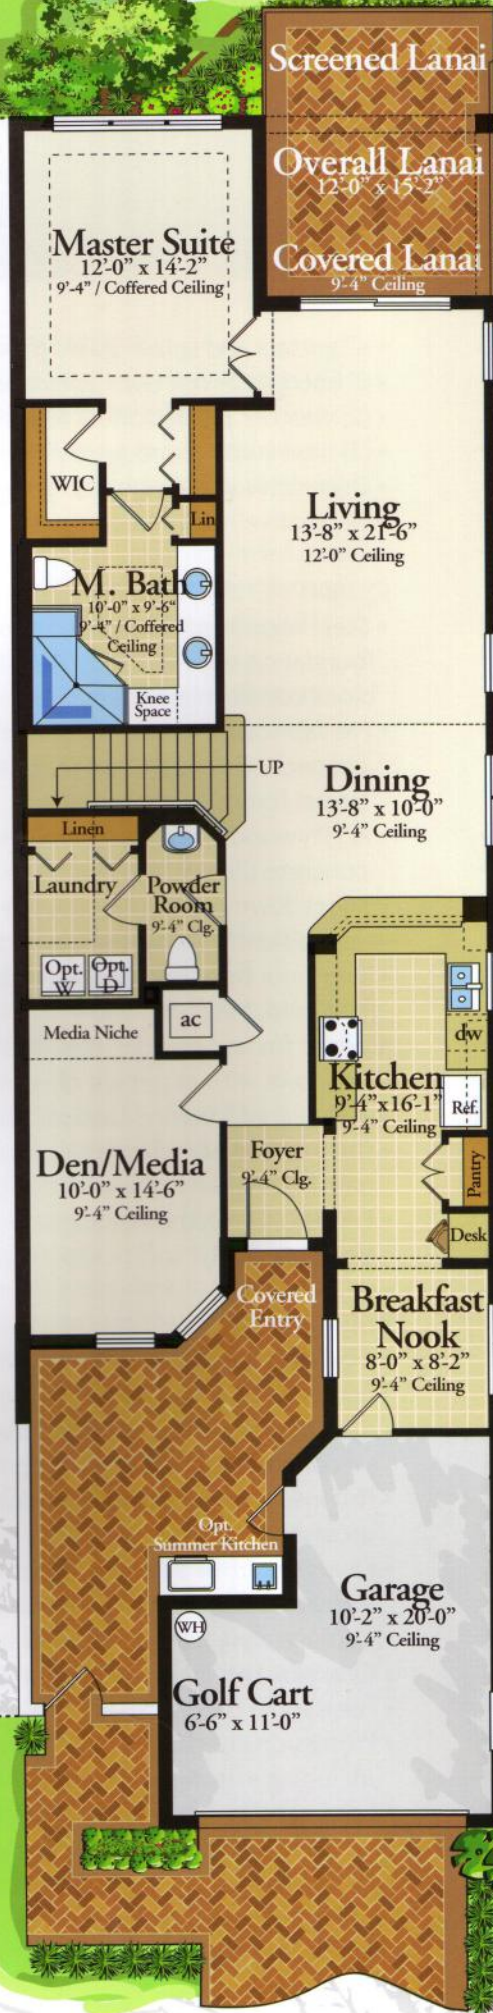 Screened Lanai
Overall Lanai
12'-0" x 15'-2"
Covered Lanai
9'-4" Ceiling
Master Suite
12'-0" x 14'-2"
9'-4" / Coffered Ceiling
WIC
Lin
Living
13'-8" x 21'-6"
12'-0" Ceiling
M. Bath
10'-0" x 9'-6"
9'-4" / Coffered
Ceiling
Knee
Space
UP
Dining
13'-8" x 10'-0"
9'-4" Ceiling
Linen
Laundry
Powder
Room
9'-4" Clg.
Opt.
W
Opt.
D
ac
Media Niche
dw
Kitchen
9'-4"x16'-1"
9'-4" Ceiling
Ref.
Pantry
Desk
Foyer
9'-4" Clg.
Den/Media
10'-0" x 14'-6"
9'-4" Ceiling
Covered
Entry
Breakfast
Nook
8'-0" x 8'-2"
9'-4" Ceiling
Opt.
Summer Kitchen
WH
Garage
10'-2" x 20'-0"
9'-4" Ceiling
Golf Cart
6'-6" x 11'-0"